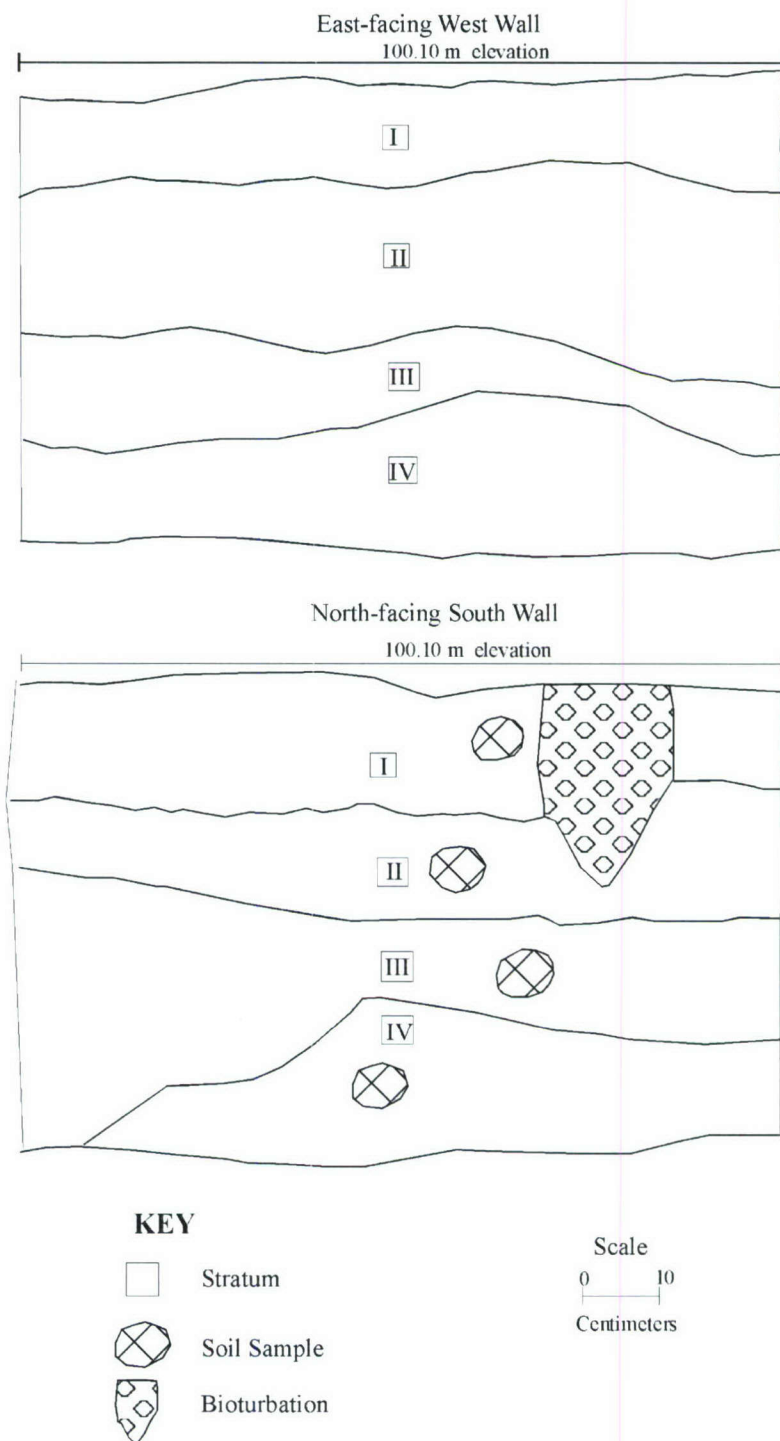 East-facing West Wall
100.10 m elevation
I
II
III
IV
North-facing South Wall
100.10 m elevation
I
II
III
IV
KEY
Stratum
Soil Sample
Bioturbation
Scale
0 10
Centimeters